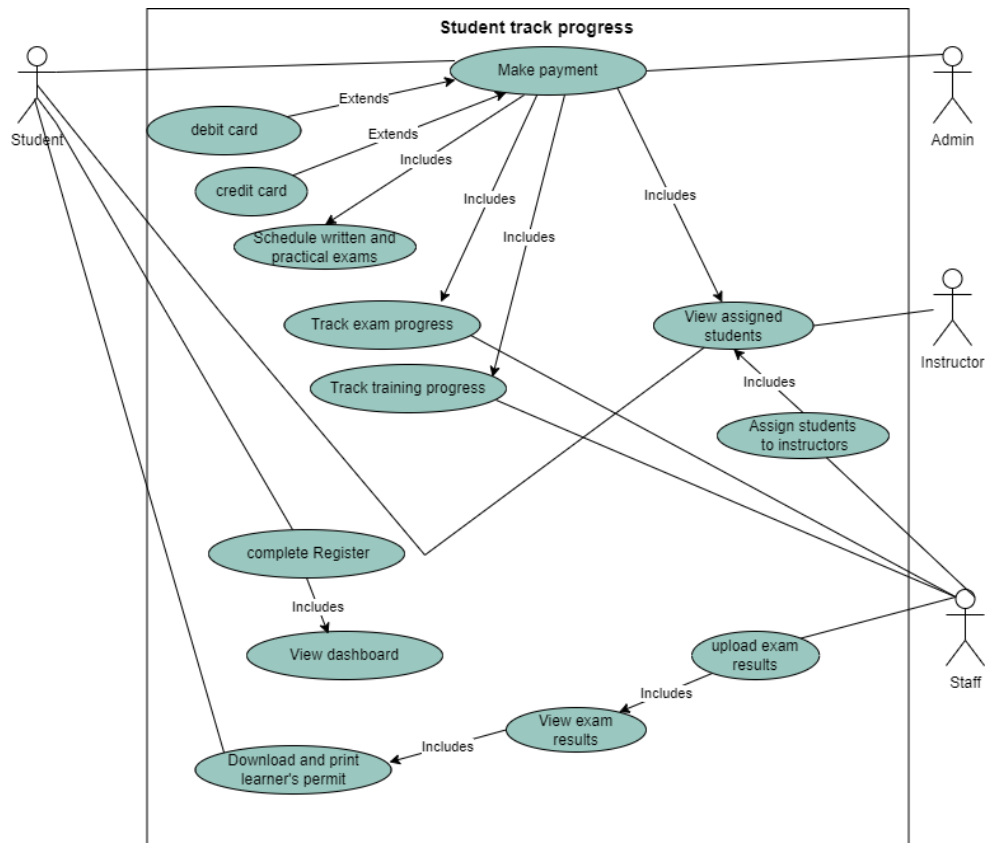 Student track progress
Make payment
Extends
debit card
Student
Admin
Extends
Includes
credit card
Includes
Includes
Includes
Schedule written and
practical exams
Track exam progress
View assigned
students
Instructor
Track training progress
Includes
Assign students
to instructors
complete Register
Includes
View dashboard
upload exam
results
Staff
Includes
View exam
results
Includes
Download and print
learner's permit